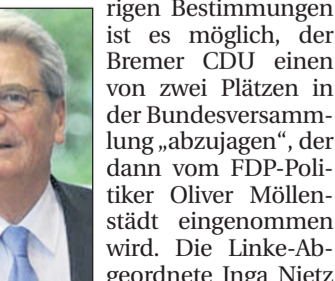 rigen Bestimmungen
ist es möglich, der
Bremer CDU einen
von zwei Plätzen in
der Bundesversamm-
lung „abzujagen“, der
dann vom FDP-Poli-
tiker Oliver Möllen-
städt eingenommen
wird. Die Linke-Ab-
geordnete Inga Nietz